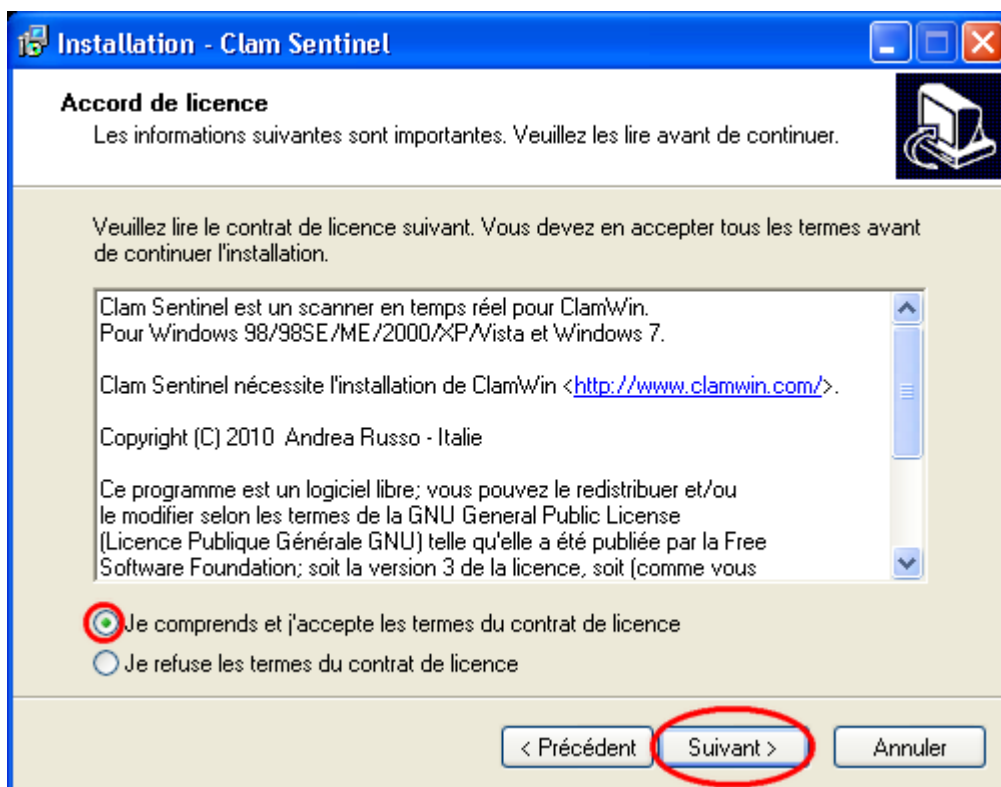 Installation - Clam Sentinel
Accord de licence
Les informations suivantes sont importantes. Veuillez les lire avant de continuer.
Veuillez lire le contrat de licence suivant. Vous devez en accepter tous les termes avant
de continuer l'installation.
Clam Sentinel est un scanner en temps réel pour ClamWin.
Pour Windows 98/98SE/ME/2000/XP/Vista et Windows 7.
Clam Sentinel nécessite l'installation de ClamWin <http://www.clamwin.com/>.
Copyright (C) 2010  Andrea Russo - Italie
Ce programme est un logiciel libre; vous pouvez le redistribuer et/ou
le modifier selon les termes de la GNU General Public License
(Licence Publique Générale GNU) telle qu'elle a été publiée par la Free
Software Foundation; soit la version 3 de la licence, soit (comme vous
Je comprends et j'accepte les termes du contrat de licence
Je refuse les termes du contrat de licence
< Précédent Suivant > Annuler